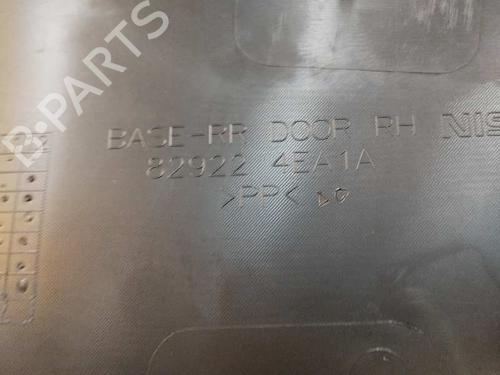 B-PARTS
BASE-RR DOOR RH NIS
82922 4EA1A
>PP<